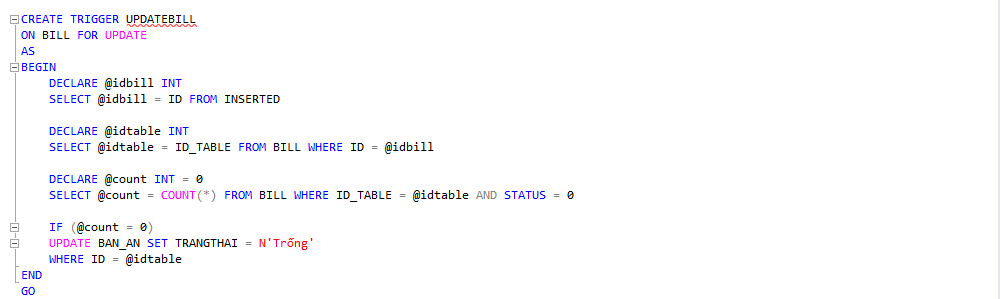 CREATE TRIGGER UPDATEBILL
ON BILL FOR UPDATE
AS
BEGIN
DECLARE @idbill INT
SELECT @idbill = ID FROM INSERTED
DECLARE @idtable INT
SELECT @idtable = ID_TABLE FROM BILL WHERE ID = @idbill
DECLARE @count INT = 0
SELECT @count = COUNT(*) FROM BILL WHERE ID_TABLE = @idtable AND STATUS = 0
IF (@count = 0)
UPDATE BAN_AN SET TRANGTHAI = N'Trống'
WHERE ID = @idtable
END
GO